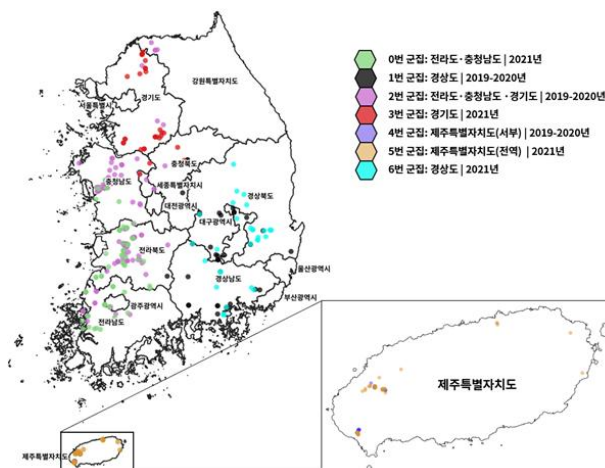 0번 군집: 전라도·충청남도 | 2021년
1번 군집: 경상도 | 2019-2020년
2번 군집: 전라도·충청남도·경기도 | 2019-2020년
3번 군집: 경기도 | 2021년
4번 군집: 제주특별자치도(서부) | 2019-2020년
5번 군집: 제주특별자치도(전역) | 2021년
6번 군집: 경상도 | 2021년
강원특별자치도
경기도
서울특별시
충청북도
충청남도
세종특별자치시
경상북도
대전광역시
대구광역시
전라북도
울산광역시
경상남도
부산광역시
광주광역시
전라남도
제주특별자치도
제주특별자치도